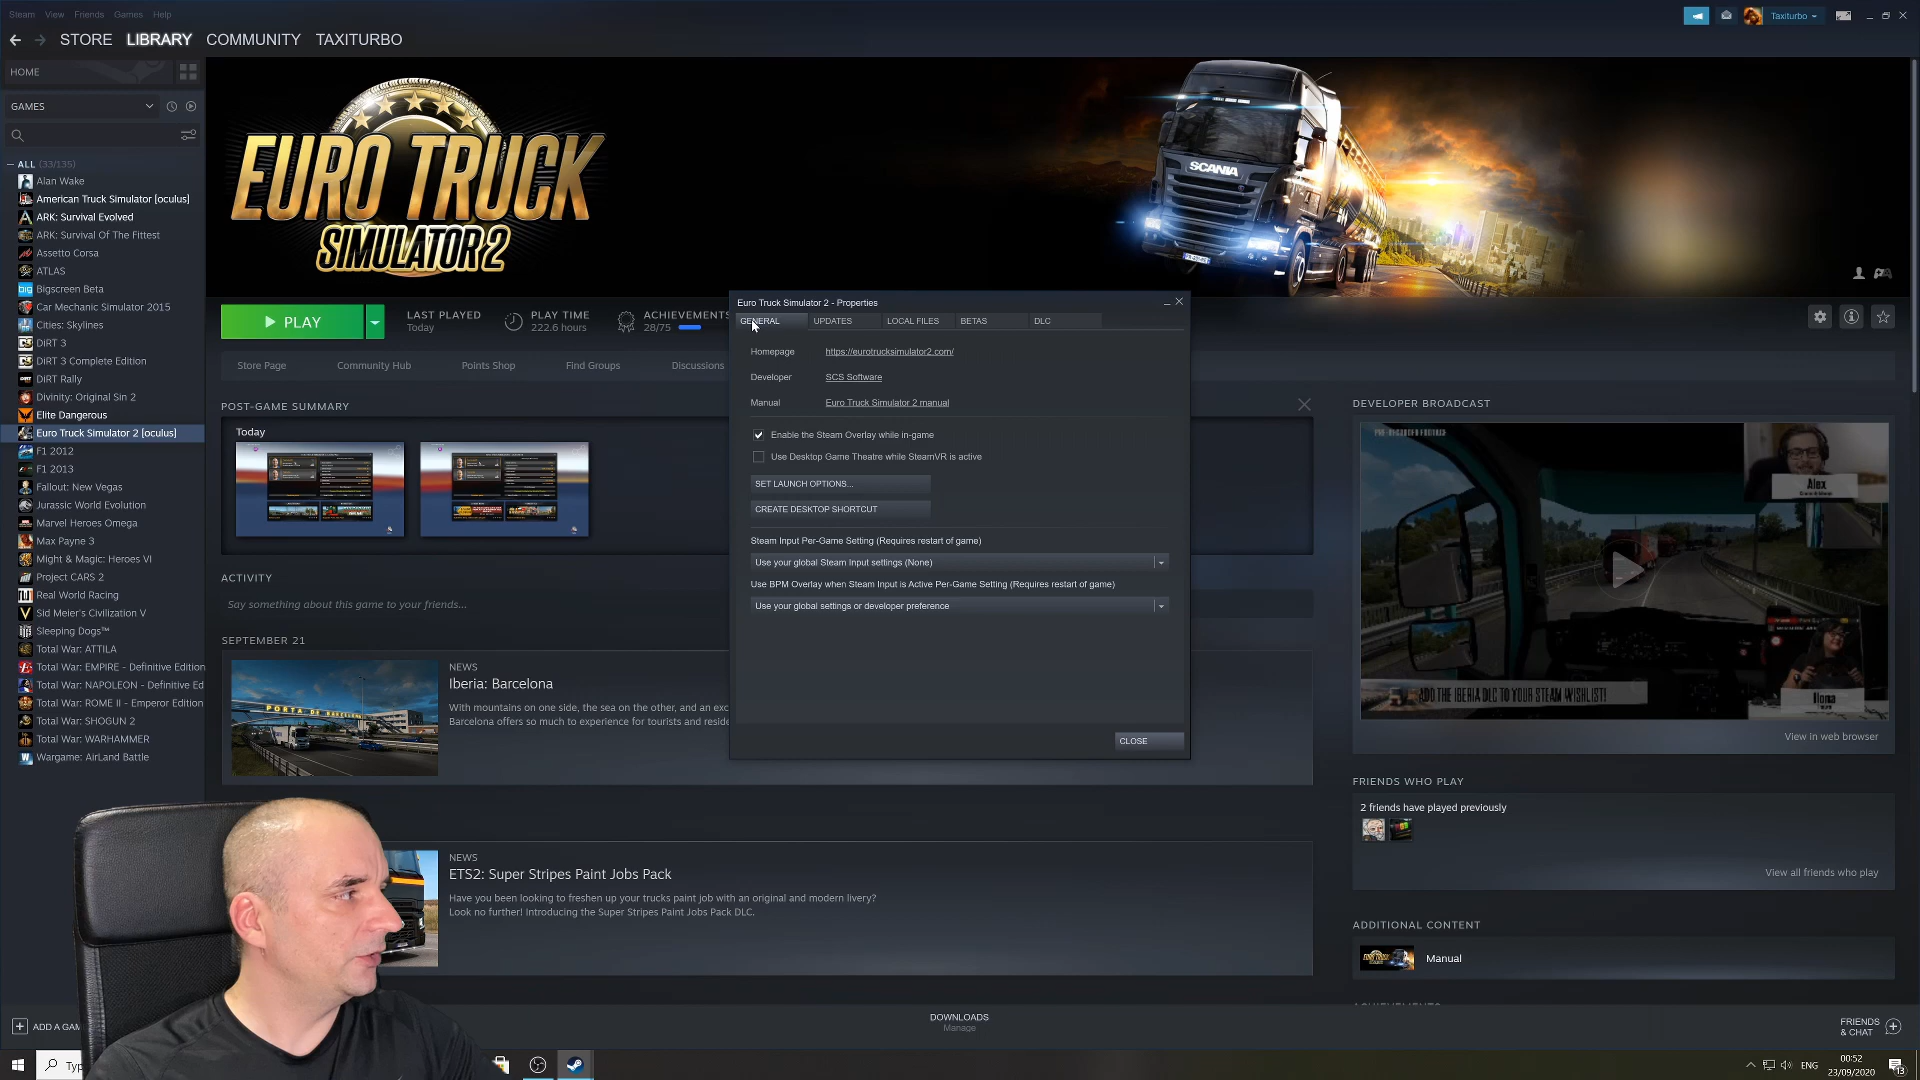 Steam View Friends Games Help
Taxiturbo
STORE LIBRARY COMMUNITY TAXITURBO
HOME
GAMES
ALL (33/135)
Alan Wake
American Truck Simulator [oculus]
ARK: Survival Evolved
ARK: Survival Of The Fittest
Assetto Corsa
ATLAS
Bigscreen Beta
Car Mechanic Simulator 2015
Cities: Skylines
DiRT 3
DiRT 3 Complete Edition
DiRT Rally
Divinity: Original Sin 2
Elite Dangerous
Euro Truck Simulator 2 [oculus]
F1 2012
F1 2013
Fallout: New Vegas
Jurassic World Evolution
Marvel Heroes Omega
Max Payne 3
Might & Magic: Heroes VI
Project CARS 2
Real World Racing
Sid Meier's Civilization V
Sleeping Dogs™
Total War: ATTILA
Total War: EMPIRE - Definitive Edition
Total War: NAPOLEON - Definitive Ed
Total War: ROME II - Emperor Edition
Total War: SHOGUN 2
Total War: WARHAMMER
Wargame: AirLand Battle
ADD A GAM
EURO TRUCK
SIMULATOR 2
SCANIA
PLAY
LAST PLAYED
Today
PLAY TIME
222.6 hours
ACHIEVEMENTS
28/75
Store Page Community Hub Points Shop Find Groups Discussions
POST-GAME SUMMARY
Today
ACTIVITY
Say something about this game to your friends...
SEPTEMBER 21
PORTA DE BARCELONA
NEWS
Iberia: Barcelona
With mountains on one side, the sea on the other, and an exc
Barcelona offers so much to experience for tourists and reside
NEWS
ETS2: Super Stripes Paint Jobs Pack
Have you been looking to freshen up your trucks paint job with an original and modern livery?
Look no further! Introducing the Super Stripes Paint Jobs Pack DLC.
Euro Truck Simulator 2 - Properties
GENERAL UPDATES LOCAL FILES BETAS DLC
Homepage https://eurotrucksimulator2.com/
Developer SCS Software
Manual Euro Truck Simulator 2 manual
Enable the Steam Overlay while in-game
Use Desktop Game Theatre while SteamVR is active
SET LAUNCH OPTIONS...
CREATE DESKTOP SHORTCUT
Steam Input Per-Game Setting (Requires restart of game)
Use your global Steam Input settings (None)
Use BPM Overlay when Steam Input is Active Per-Game Setting (Requires restart of game)
Use your global settings or developer preference
CLOSE
DEVELOPER BROADCAST
PRE-RECORDED FOOTAGE
Alex
Ilona
ADD THE IBERIA DLC TO YOUR STEAM WISHLIST!
View in web browser
FRIENDS WHO PLAY
2 friends have played previously
View all friends who play
ADDITIONAL CONTENT
Manual
DOWNLOADS
Manage
FRIENDS
& CHAT
Typ
ENG
00:52
23/09/2020
13